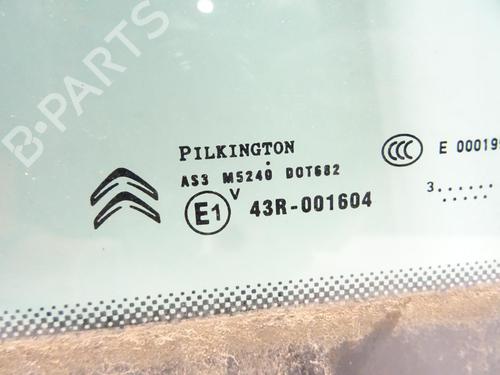 B-PARTS
PILKINGTON
AS3 M5240 DOT682
V
E1 43R-001604
CCC E 00019
3.......
.....